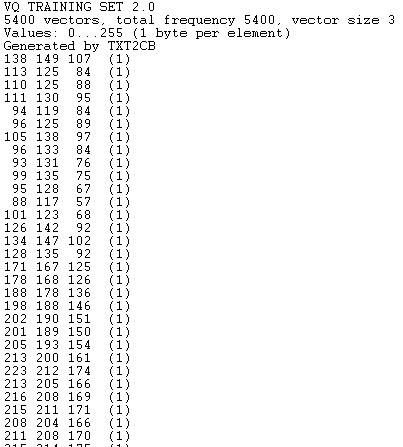 VQ TRAINING SET 2.0
5400 vectors, total frequency 5400, vector size 3
Values: 0...255 (1 byte per element)
Generated by TXT2CB
138 149 107 (1)
113 125 84 (1)
110 125 88 (1)
111 130 95 (1)
94 119 84 (1)
96 125 89 (1)
105 138 97 (1)
96 133 84 (1)
93 131 76 (1)
99 135 75 (1)
95 128 67 (1)
88 117 57 (1)
101 123 68 (1)
126 142 92 (1)
134 147 102 (1)
128 135 92 (1)
171 167 125 (1)
178 168 126 (1)
188 178 136 (1)
198 188 146 (1)
202 190 151 (1)
201 189 150 (1)
205 193 154 (1)
213 200 161 (1)
223 212 174 (1)
213 205 166 (1)
216 208 169 (1)
215 211 171 (1)
208 204 166 (1)
211 208 170 (1)